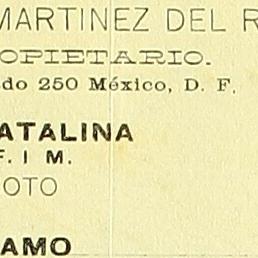 MARTINEZ DEL R
OPIETARIO.
do 250 México, D. F.
ATALINA
F. I M.
OTO
AMO